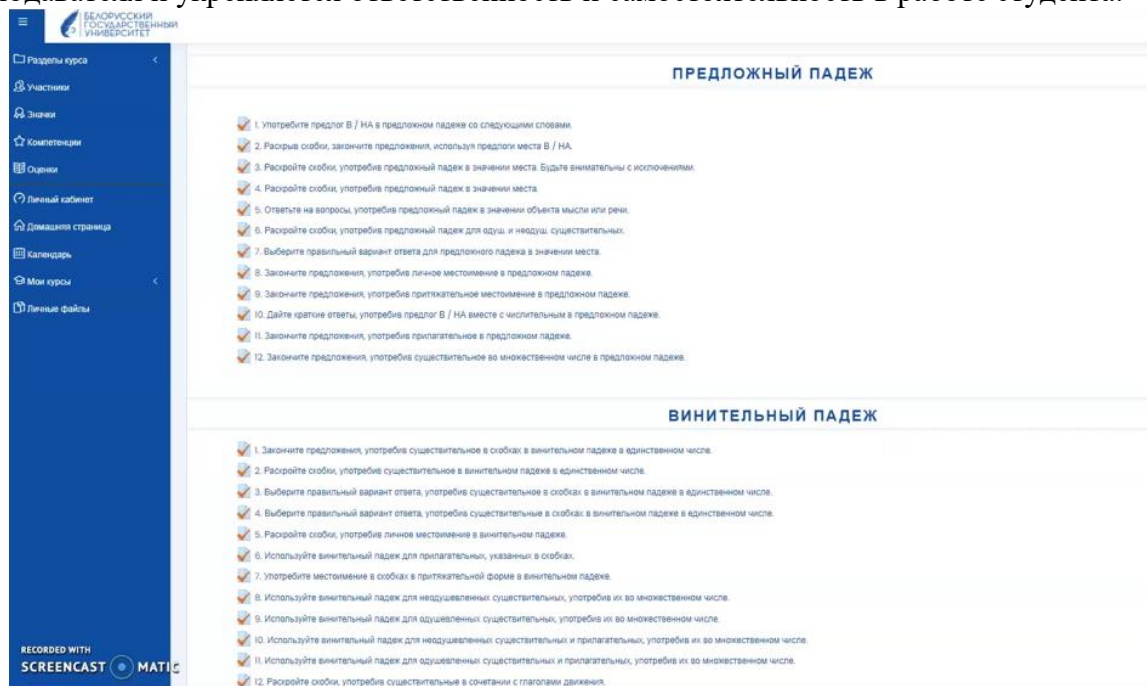 подаватели и укрепляется ответственность и самостоятельность в работе студента.
БЕЛОРУССКИЙ
ГОСУДАРСТВЕННЫЙ
УНИВЕРСИТЕТ
Разделы курса
Участники
Значки
Компетенции
Оценки
Личный кабинет
Домашняя страница
Календарь
Мои курсы
Личные файлы
ПРЕДЛОЖНЫЙ ПАДЕЖ
1. Употребите предлог В / НА в предложном падеже со следующими словами.
2. Раскрыв скобки, закончите предложения, используя предлоги места В / НА.
3. Раскройте скобки, употребив предложный падеж в значении места. Будьте внимательны с исключениями.
4. Раскройте скобки, употребив предложный падеж в значении места.
5. Ответьте на вопросы, употребив предложный падеж в значении объекта мысли или речи.
6. Раскройте скобки, употребив предложный падеж для одуш. и неодуш. существительных.
7. Выберите правильный вариант ответа для предложного падежа в значении места.
8. Закончите предложения, употребив личное местоимение в предложном падеже.
9. Закончите предложения, употребив притяжательное местоимение в предложном падеже.
10. Дайте краткие ответы, употребив предлог В / НА вместе с числительным в предложном падеже.
11. Закончите предложения, употребив прилагательное в предложном падеже.
12. Закончите предложения, употребив существительное во множественном числе в предложном падеже.
ВИНИТЕЛЬНЫЙ ПАДЕЖ
1. Закончите предложения, употребив существительное в скобках в винительном падеже в единственном числе.
2. Раскройте скобки, употребив существительное в винительном падеже в единственном числе.
3. Выберите правильный вариант ответа, употребив существительное в скобках в винительном падеже в единственном числе.
4. Выберите правильный вариант ответа, употребив существительные в скобках в винительном падеже в единственном числе.
5. Раскройте скобки, употребив личное местоимение в винительном падеже.
6. Используйте винительный падеж для прилагательных, указанных в скобках.
7. Употребите местоимение в скобках в притяжательной форме в винительном падеже.
8. Используйте винительный падеж для неодушевленных существительных, употребив их во множественном числе.
9. Используйте винительный падеж для одушевленных существительных, употребив их во множественном числе.
10. Используйте винительный падеж для неодушевленных существительных и прилагательных, употребив их во множественном числе.
11. Используйте винительный падеж для одушевленных существительных и прилагательных, употребив их во множественном числе.
12. Раскройте скобки, употребив существительные в сочетании с глаголами движения.
RECORDED WITH
SCREENCAST MATIC